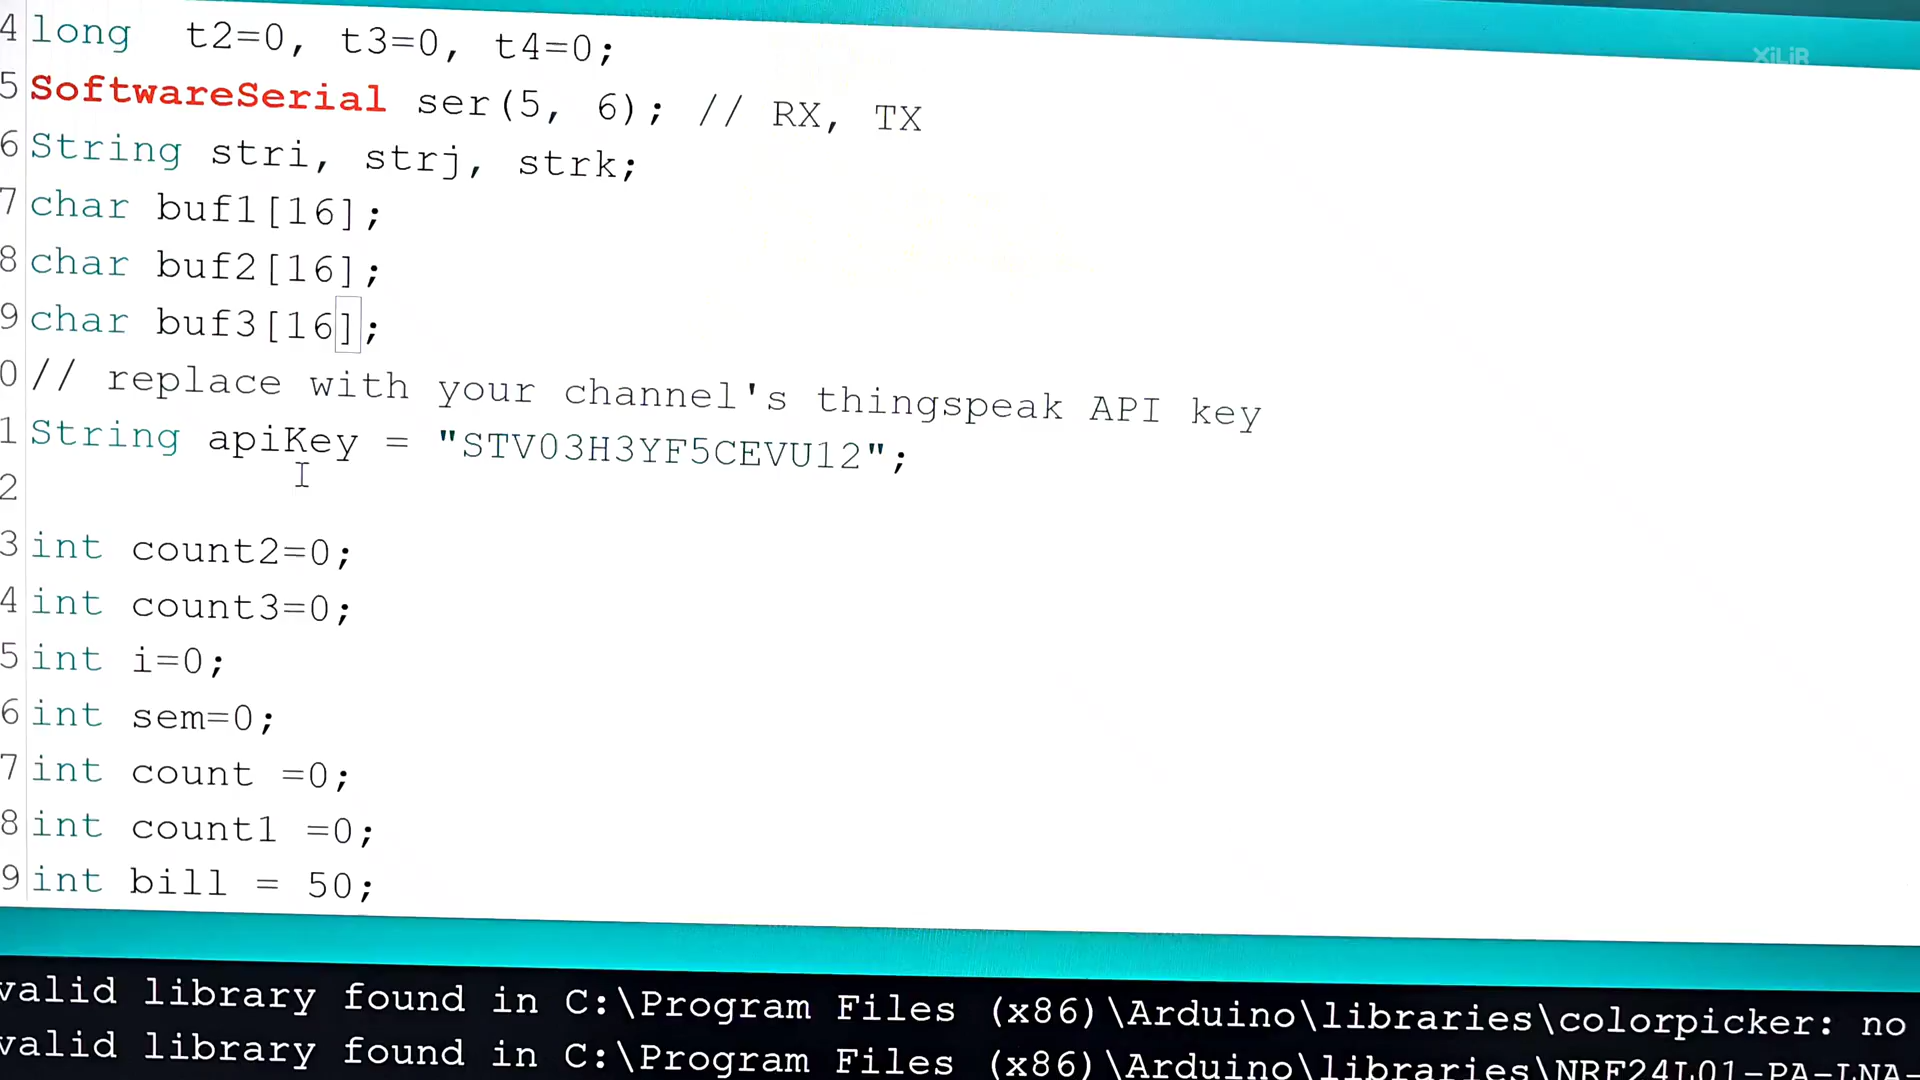 4 long  t2=0, t3=0, t4=0;
XiLiR
5 SoftwareSerial ser(5, 6); // RX, TX
6 String stri, strj, strk;
7 char buf1[16];
8 char buf2[16];
9 char buf3[16];
0 // replace with your channel's thingspeak API key
1 String apiKey = "STV03H3YF5CEVU12";
2
3 int count2=0;
4 int count3=0;
5 int i=0;
6 int sem=0;
7 int count =0;
8 int count1 =0;
9 int bill = 50;
valid library found in C:\Program Files (x86)\Arduino\libraries\colorpicker: no
valid library found in C:\Program Files (x86)\Arduino\libraries\NRF24L01-PA-LNA-